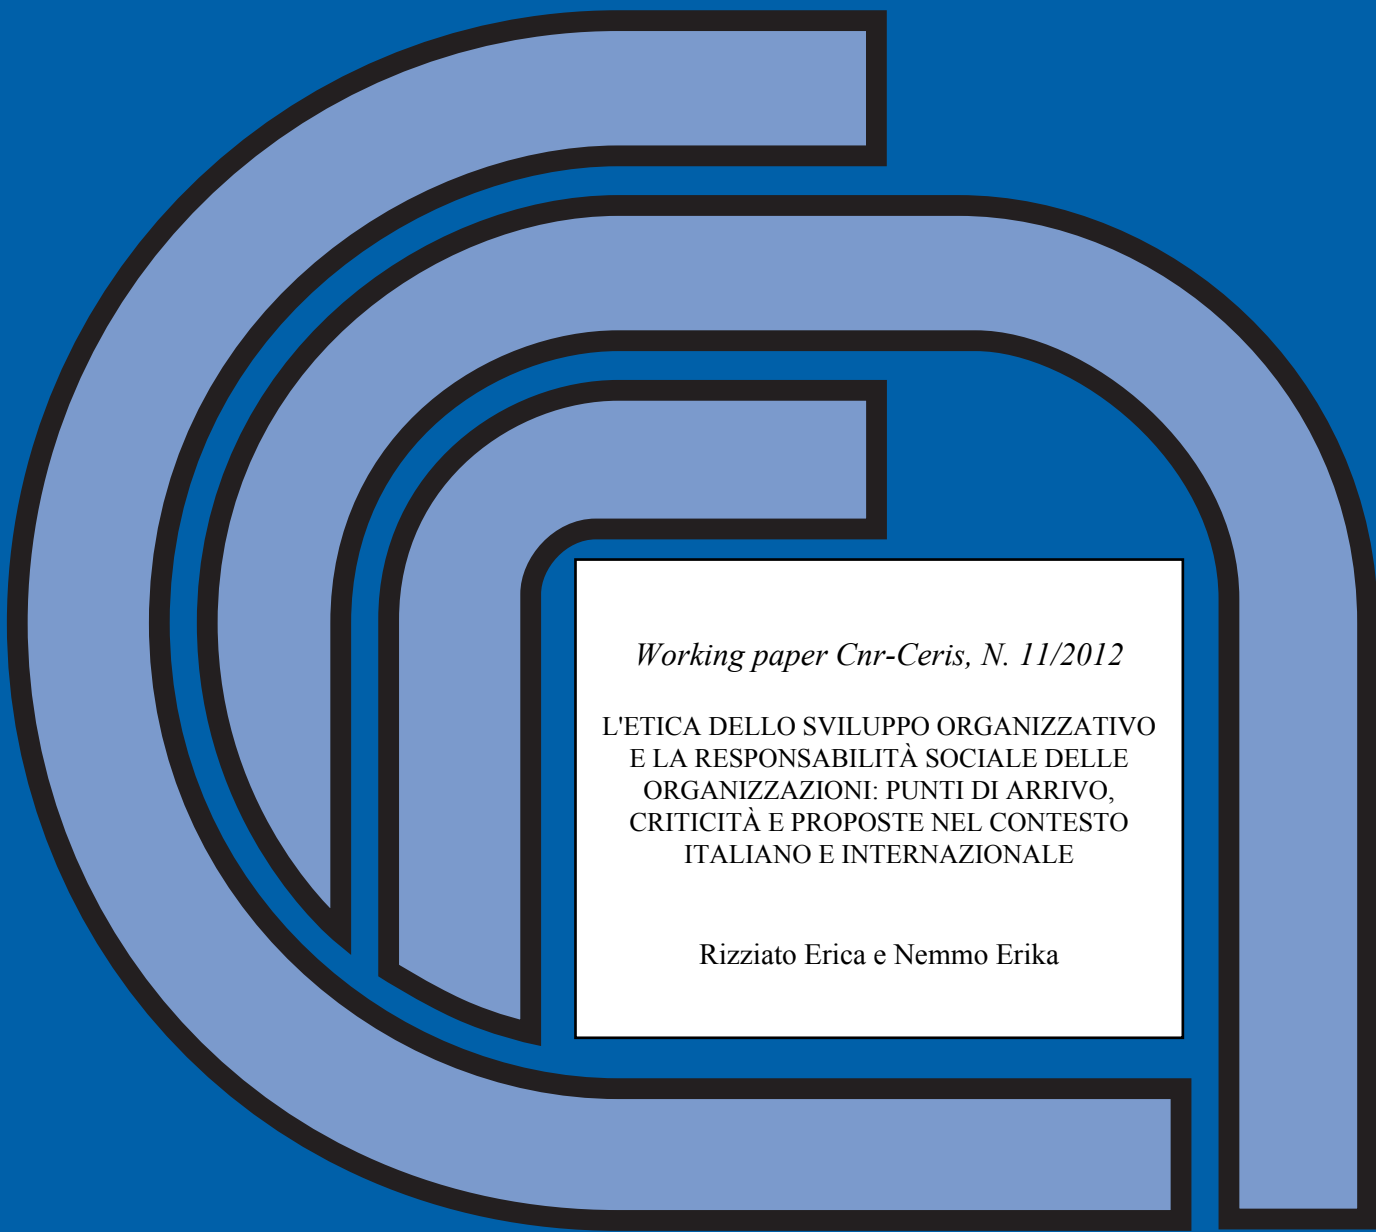 Working paper Cnr-Ceris, N. 11/2012
L'ETICA DELLO SVILUPPO ORGANIZZATIVO
E LA RESPONSABILITÀ SOCIALE DELLE
ORGANIZZAZIONI: PUNTI DI ARRIVO,
CRITICITÀ E PROPOSTE NEL CONTESTO
ITALIANO E INTERNAZIONALE
Rizziato Erica e Nemmo Erika